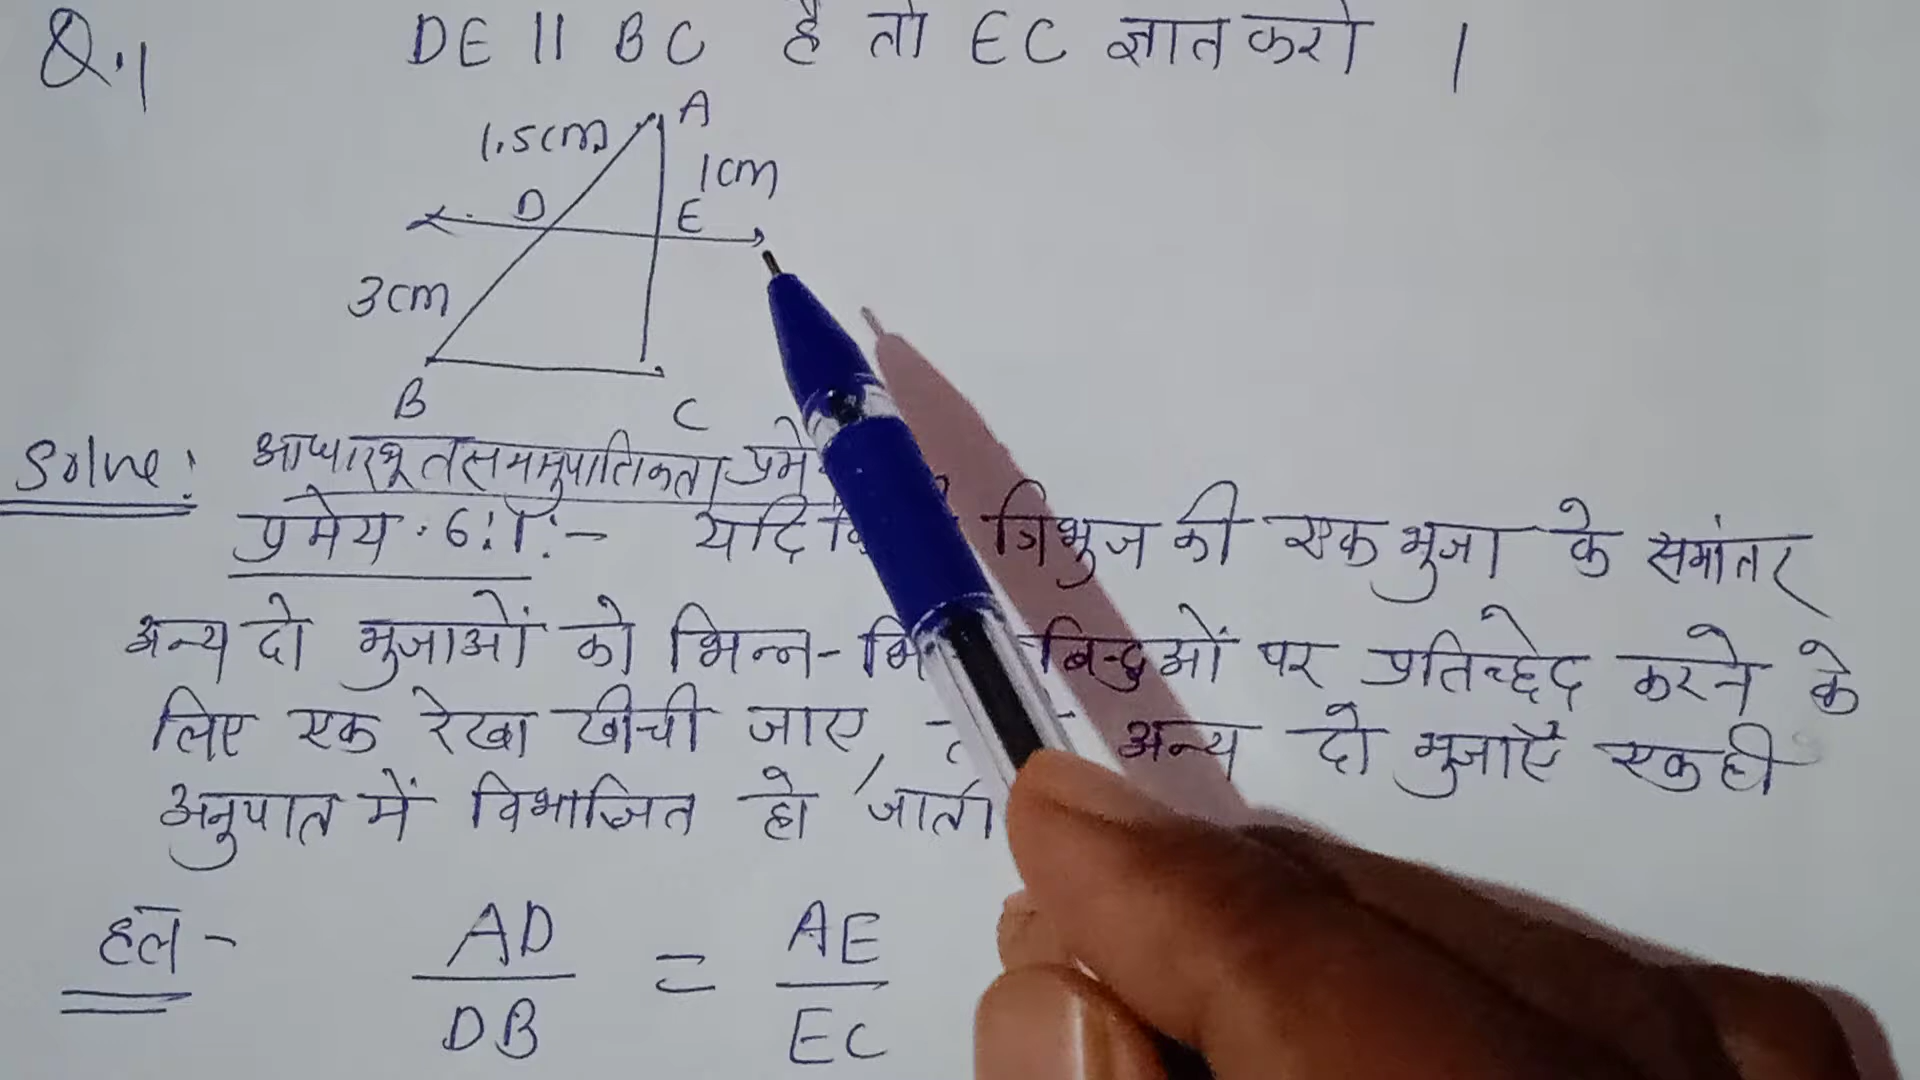 Q.1 DE || BC है तो EC ज्ञात करो |
A
1.5cm
1cm
D
E
3cm
B
C
Solve: आधारभूत समानुपातिकता
प्रमेय. 6.1:- यदि त्रिभुज की एक भुजा के समांतर
अन्य दो भुजाओं को भिन्न- बिन्दुओं पर प्रतिच्छेद करने के
लिए एक रेखा खींची जाए, अन्य दो भुजाएँ एक ही
अनुपात में विभाजित हो जाती
हल - AD/DB = AE/EC